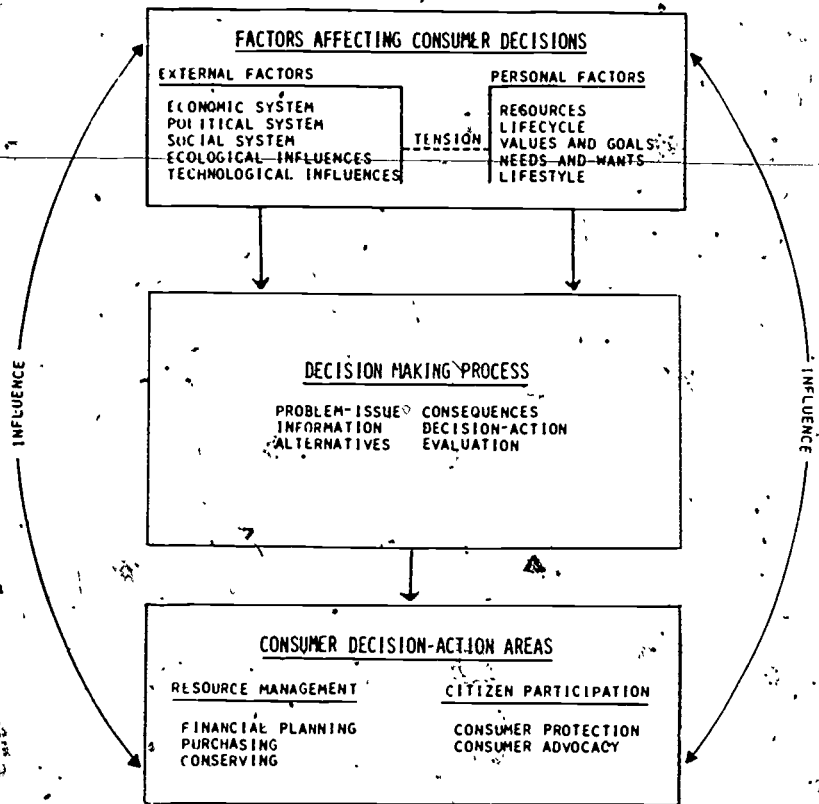 FACTORS AFFECTING CONSUMER DECISIONS
EXTERNAL FACTORS
ECONOMIC SYSTEM
POLITICAL SYSTEM
SOCIAL SYSTEM
ECOLOGICAL INFLUENCES
TECHNOLOGICAL INFLUENCES
TENSION
PERSONAL FACTORS
RESOURCES
LIFECYCLE
VALUES AND GOALS
NEEDS AND WANTS
LIFESTYLE
INFLUENCE
INFLUENCE
DECISION MAKING PROCESS
PROBLEM-ISSUE CONSEQUENCES
INFORMATION DECISION-ACTION
ALTERNATIVES EVALUATION
CONSUMER DECISION-ACTION AREAS
RESOURCE MANAGEMENT
FINANCIAL PLANNING
PURCHASING
CONSERVING
CITIZEN PARTICIPATION
CONSUMER PROTECTION
CONSUMER ADVOCACY